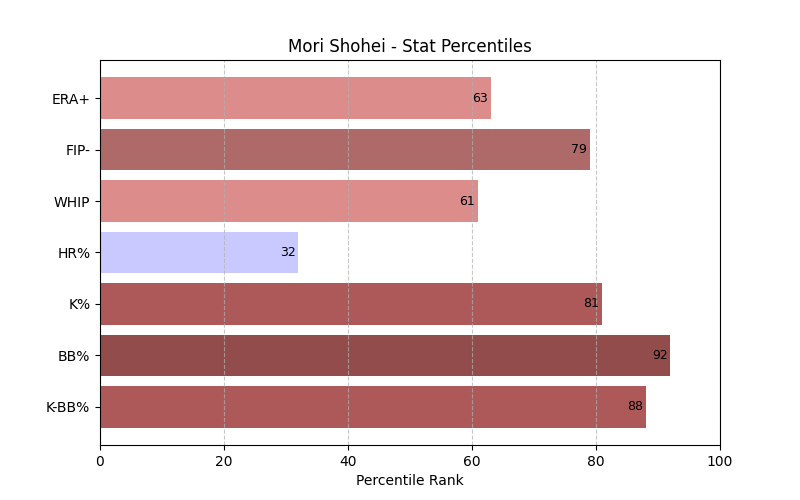 Mori Shohei - Stat Percentiles
ERA+ 63
FIP- 79
WHIP 61
HR% 32
K% 81
BB% 92
K-BB% 88
0 20 40 60 80 100
Percentile Rank